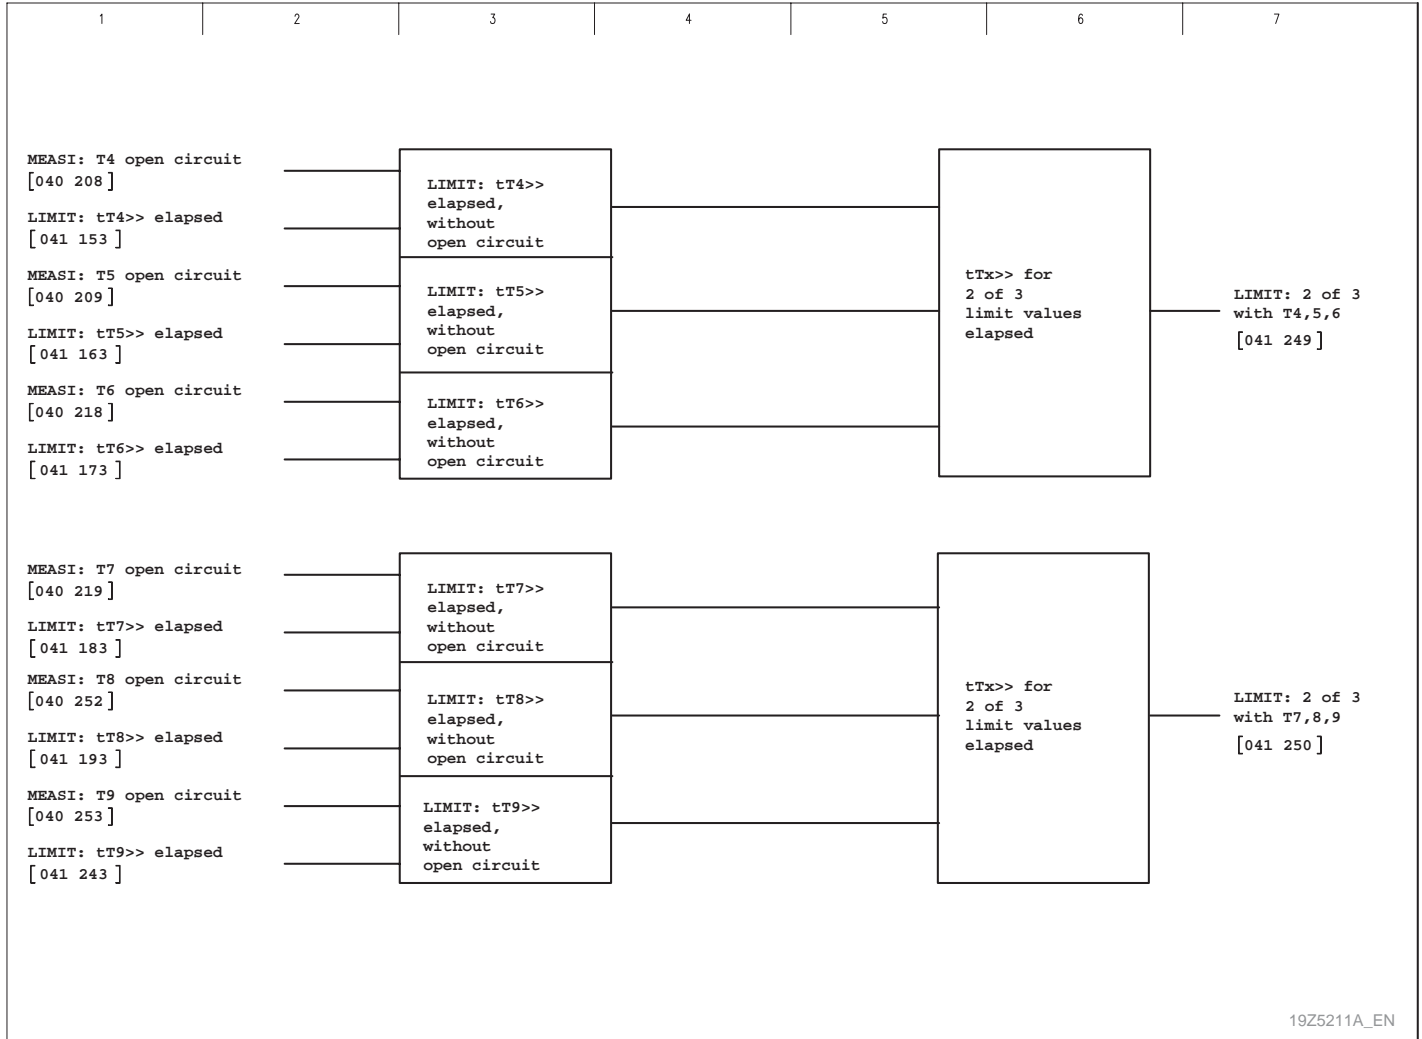 1 2 3 4 5 6 7
MEASI: T4 open circuit
[040 208]
LIMIT: tT4>> elapsed
[041 153]
MEASI: T5 open circuit
[040 209]
LIMIT: tT5>> elapsed
[041 163]
MEASI: T6 open circuit
[040 218]
LIMIT: tT6>> elapsed
[041 173]
LIMIT: tT4>>
elapsed,
without
open circuit
LIMIT: tT5>>
elapsed,
without
open circuit
LIMIT: tT6>>
elapsed,
without
open circuit
tTx>> for
2 of 3
limit values
elapsed
LIMIT: 2 of 3
with T4,5,6
[041 249]
MEASI: T7 open circuit
[040 219]
LIMIT: tT7>> elapsed
[041 183]
MEASI: T8 open circuit
[040 252]
LIMIT: tT8>> elapsed
[041 193]
MEASI: T9 open circuit
[040 253]
LIMIT: tT9>> elapsed
[041 243]
LIMIT: tT7>>
elapsed,
without
open circuit
LIMIT: tT8>>
elapsed,
without
open circuit
LIMIT: tT9>>
elapsed,
without
open circuit
tTx>> for
2 of 3
limit values
elapsed
LIMIT: 2 of 3
with T7,8,9
[041 250]
19Z5211A_EN